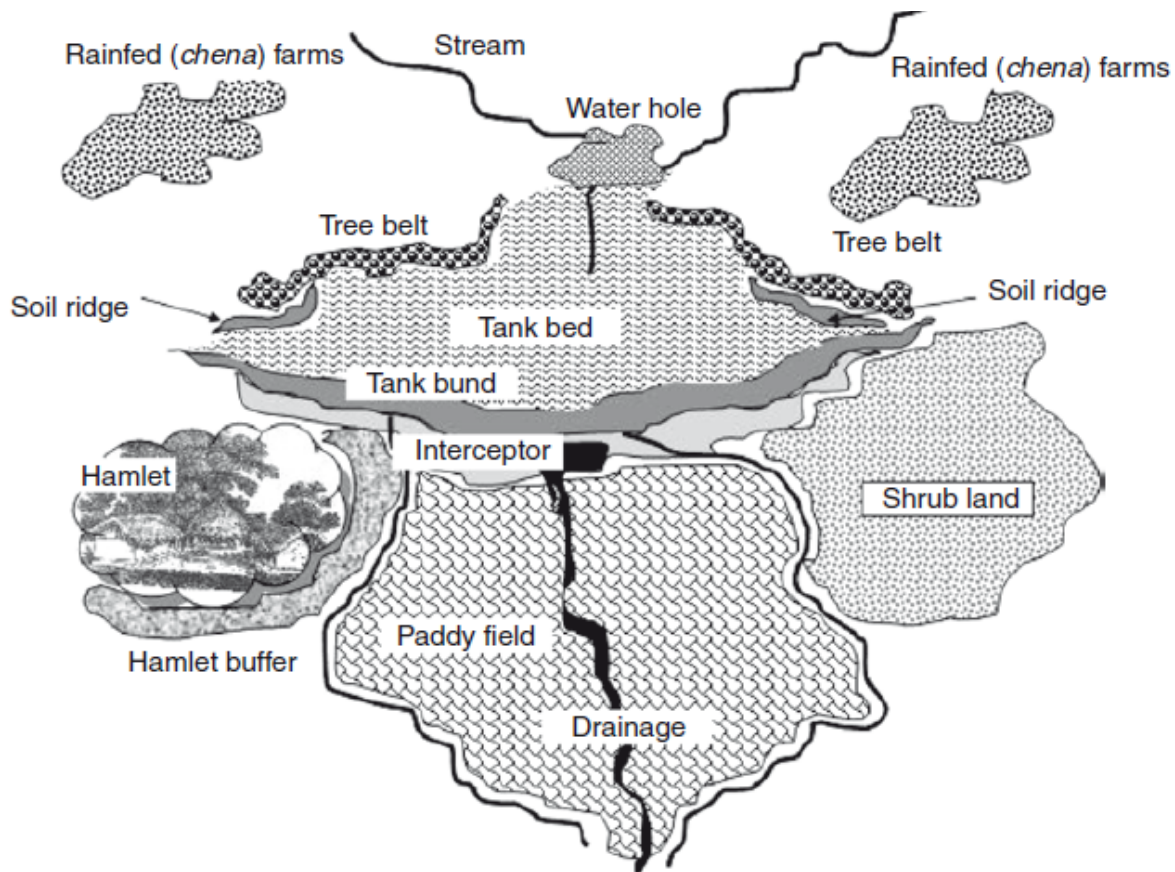 Stream
Rainfed (chena) farms
Rainfed (chena) farms
Water hole
Tree belt
Tree belt
Soil ridge
Soil ridge
Tank bed
Tank bund
Interceptor
Hamlet
Shrub land
Paddy field
Hamlet buffer
Drainage